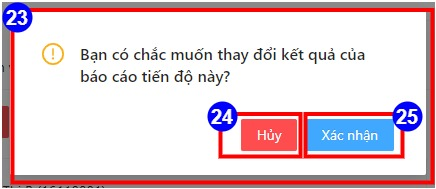 23
Bạn có chắc muốn thay đổi kết quả của
báo cáo tiến độ này?
24
25
Hủy
Xác nhận